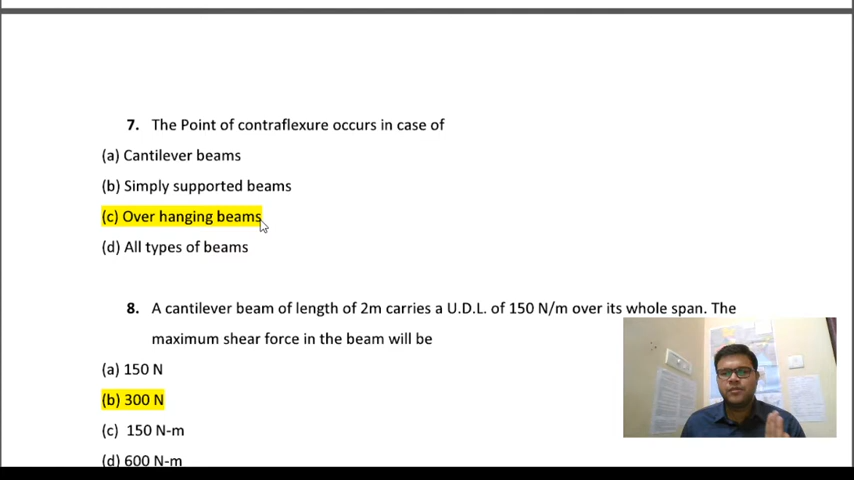 7. The Point of contraflexure occurs in case of
(a) Cantilever beams
(b) Simply supported beams
(c) Over hanging beams
(d) All types of beams
8. A cantilever beam of length of 2m carries a U.D.L. of 150 N/m over its whole span. The
maximum shear force in the beam will be
(a) 150 N
(b) 300 N
(c) 150 N-m
(d) 600 N-m